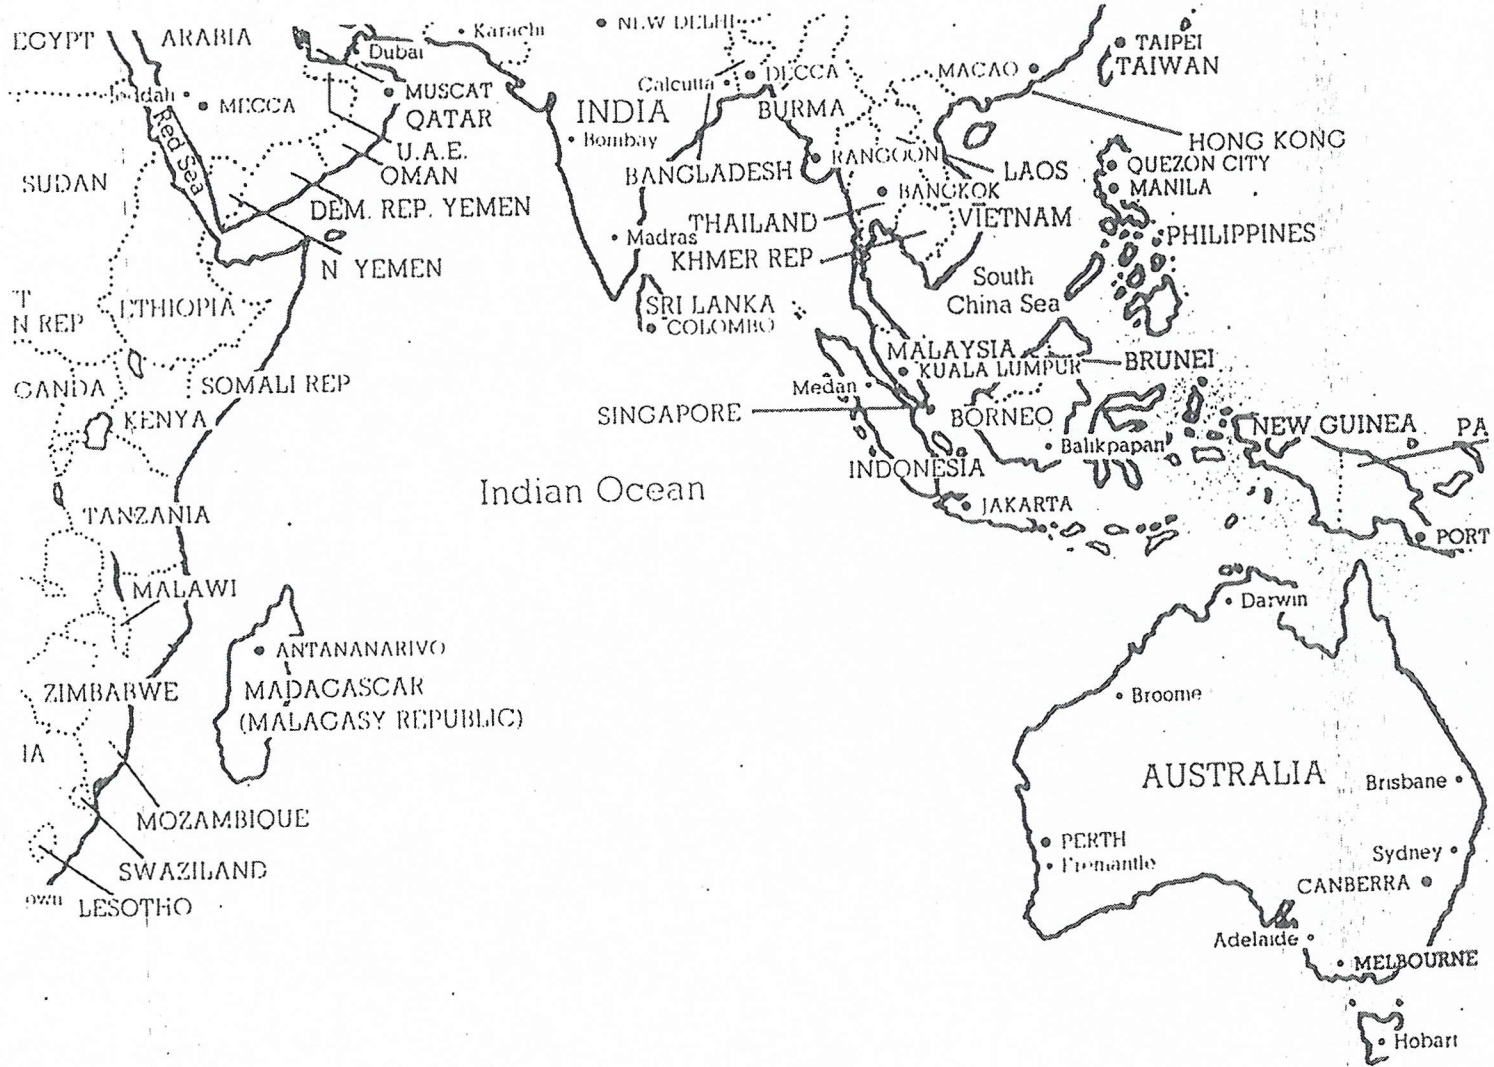 EGYPT
ARABIA
Dubai
Karachi
NEW DELHI
TAIPEI
TAIWAN
MACAO
Jeddah
MECCA
MUSCAT
QATAR
Calcutta
DECCA
INDIA
BURMA
Bombay
HONG KONG
Red Sea
U.A.E.
OMAN
SUDAN
BANGLADESH
RANGOON
LAOS
QUEZON CITY
MANILA
BANGKOK
DEM. REP. YEMEN
THAILAND
VIETNAM
Madras
PHILIPPINES
N YEMEN
KHMER REP
South
China Sea
T
N REP
ETHIOPIA
SRI LANKA
COLOMBO
MALAYSIA
KUALA LUMPUR
BRUNEI
GANDA
SOMALI REP
Medan
KENYA
SINGAPORE
BORNEO
NEW GUINEA
PA
Balikpapan
INDONESIA
Indian Ocean
TANZANIA
JAKARTA
PORT
MALAWI
Darwin
ANTANANARIVO
ZIMBABWE
MADAGASCAR
(MALAGASY REPUBLIC)
Broome
IA
AUSTRALIA
Brisbane
MOZAMBIQUE
PERTH
Fremantle
Sydney
SWAZILAND
CANBERRA
own
LESOTHO
Adelaide
MELBOURNE
Hobart